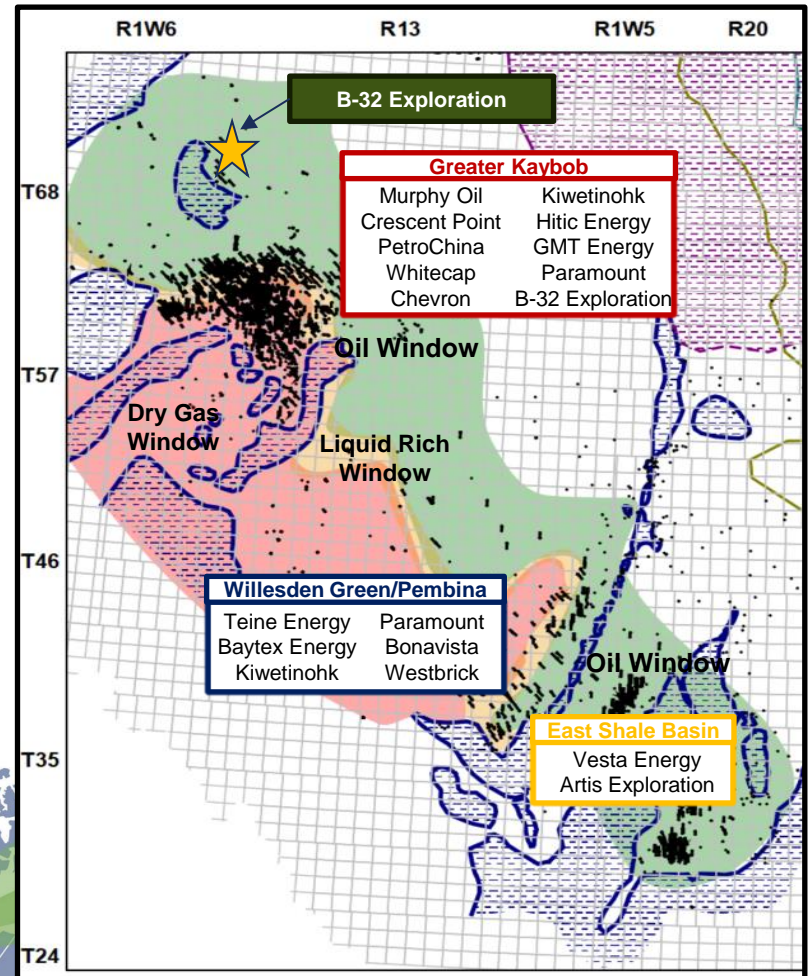 R1W6 R13 R1W5 R20
B-32 Exploration
Greater Kaybob
Murphy Oil Kiwetinohk
Crescent Point Hitic Energy
PetroChina GMT Energy
Whitecap Paramount
Chevron B-32 Exploration
T68
Oil Window
T57
Dry Gas
Window
Liquid Rich
Window
T46
Willesden Green/Pembina
Teine Energy Paramount
Baytex Energy Bonavista
Kiwetinohk Westbrick
Oil Window
East Shale Basin
Vesta Energy
Artis Exploration
T35
T24